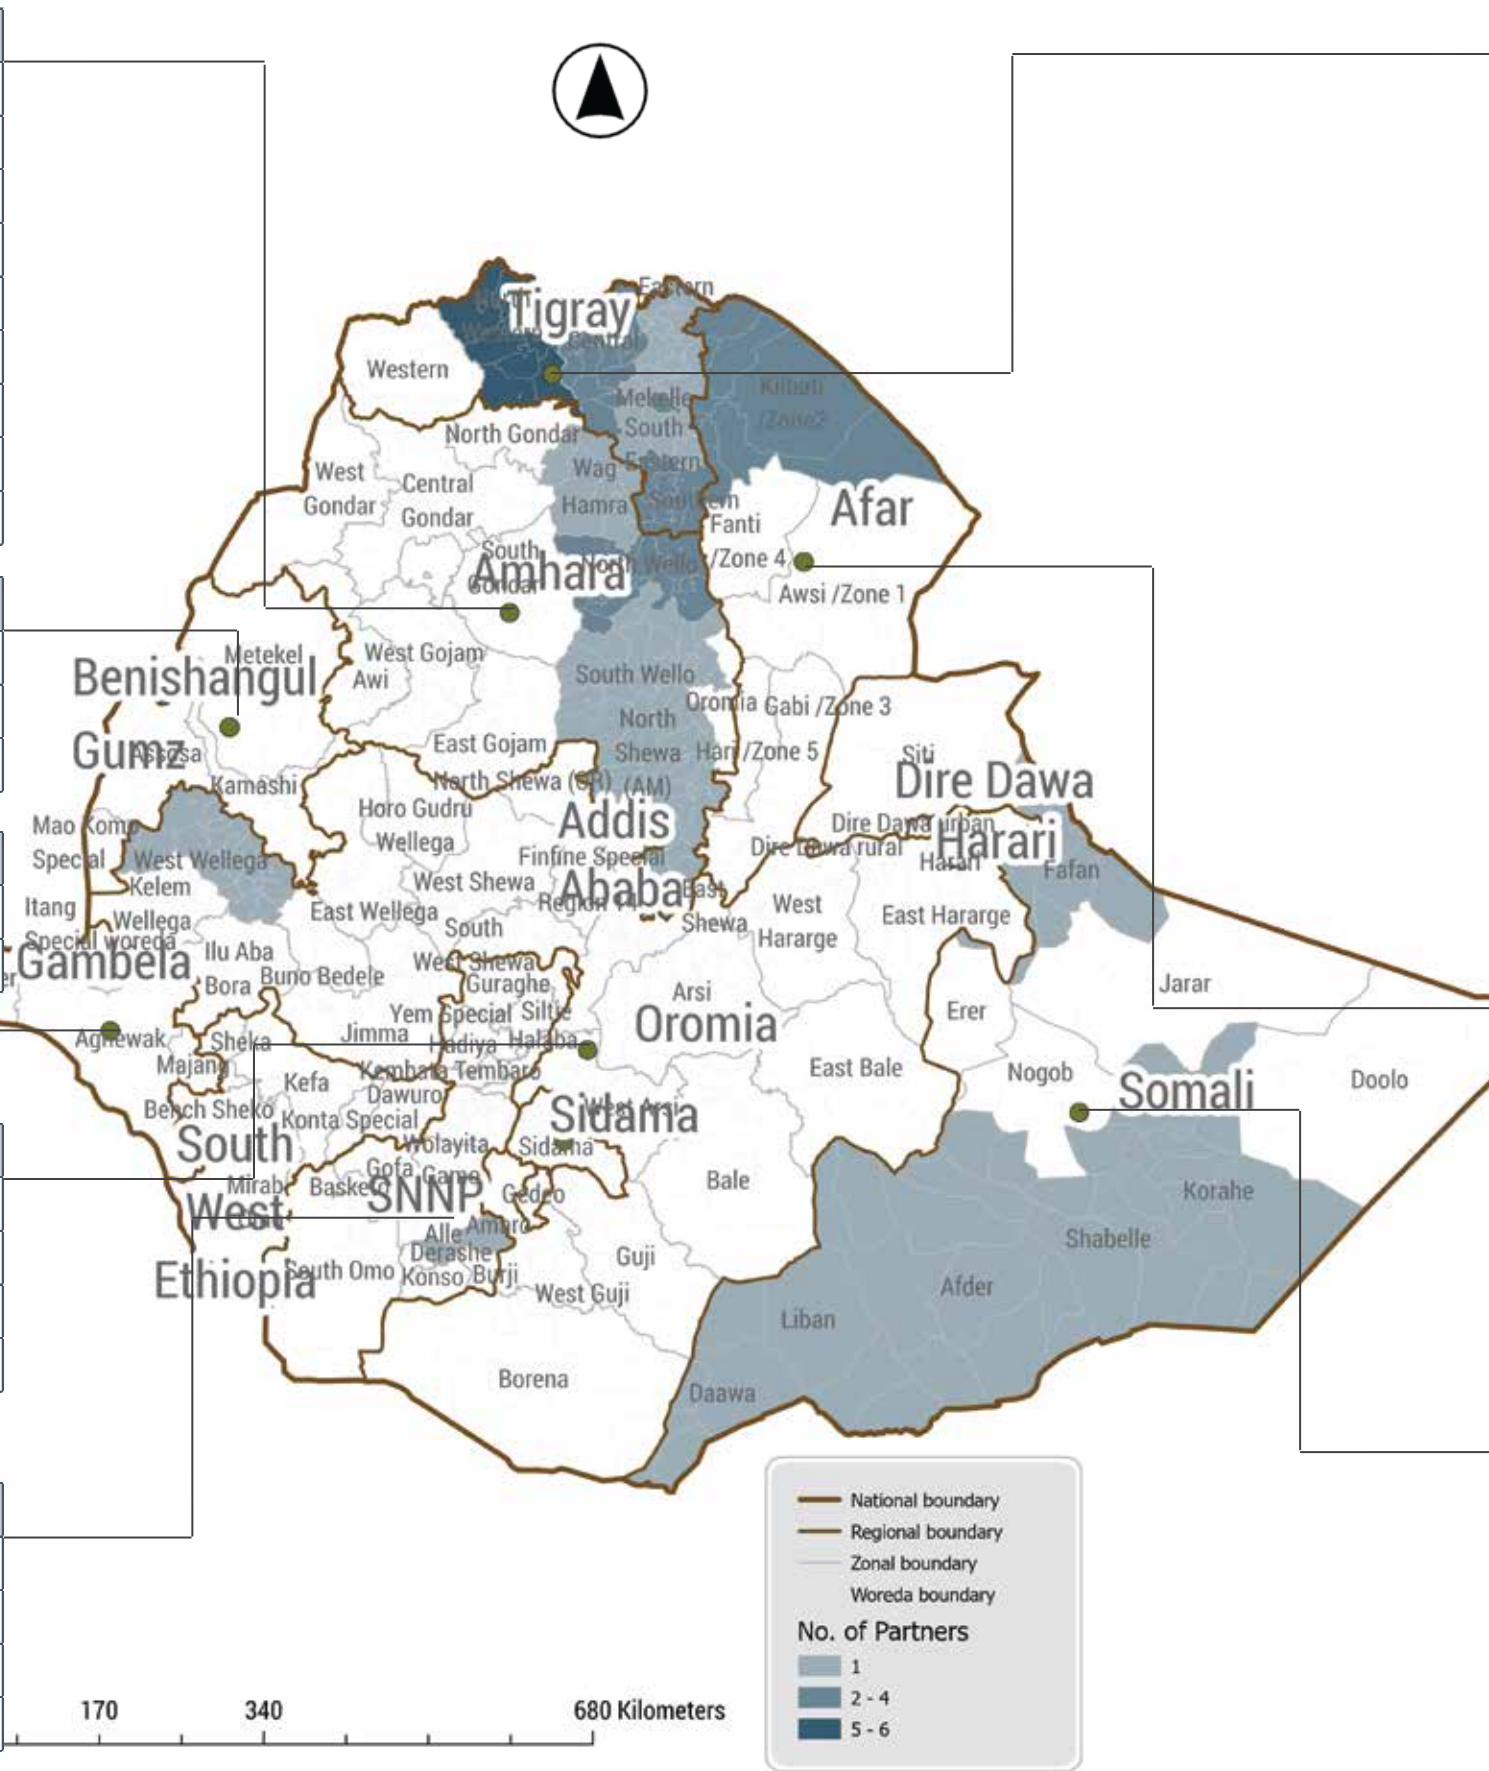 Tigray
Eastern
North
Western
Central
Western
Kilbati
/Zone2
Mekelle
South
Eastern
North Gondar
Wag
Hamra
West
Gondar
Central
Gondar
Southern
Afar
Fanti
/Zone 4
South
Gondar
Amhara
North Wello
Awsi /Zone 1
Metekel
West Gojam
Awi
Benishangul
Gumz
South Wello
Oromia
Gabi /Zone 3
North
Shewa
(AM)
Hari /Zone 5
Assosa
East Gojam
Siti
Dire Dawa
Kamashi
North Shewa (OR)
Horo Gudru
Wellega
Addis
Ababa
Mao Komo
Special
Dire Dawa urban
Harari
Dire Dawa rural
Harari
West Wellega
Finfine Special
Fafan
Kelem
Wellega
West Shewa
East
Shewa
Itang
Special woreda
East Wellega
Region 14
West
Hararge
East Hararge
South
West Shewa
Gambela
Ilu Aba
Bora
Buno Bedele
Guraghe
Jarar
Arsi
Yem Special
Siltie
Oromia
Erer
Agnewak
Sheka
Jimma
Hadiya
Halaba
Majang
Kefa
Kembata Tembaro
East Bale
Nogob
Doolo
Dawuro
Somali
Bench Sheko
Konta Special
Sidama
West Arsi
South
West
Ethiopia
Wolayita
Sidama
Mirab
Omo
Basketo
Gofa
Gamo
SNNP
Gedeo
Bale
Korahe
Alle
Amaro
Derashe
Shabelle
South Omo
Konso
Burji
Guji
West Guji
Afder
Liban
Borena
Daawa
National boundary
Regional boundary
Zonal boundary
Woreda boundary
No. of Partners
1
2 - 4
5 - 6
170
340
680 Kilometers